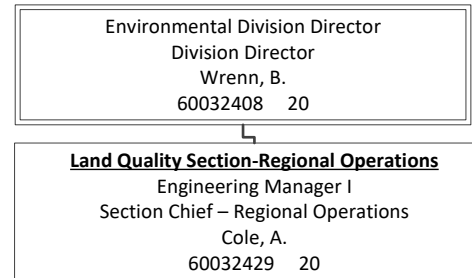 Environmental Division Director
Division Director
Wrenn, B.
60032408 20
Land Quality Section-Regional Operations
Engineering Manager I
Section Chief – Regional Operations
Cole, A.
60032429 20